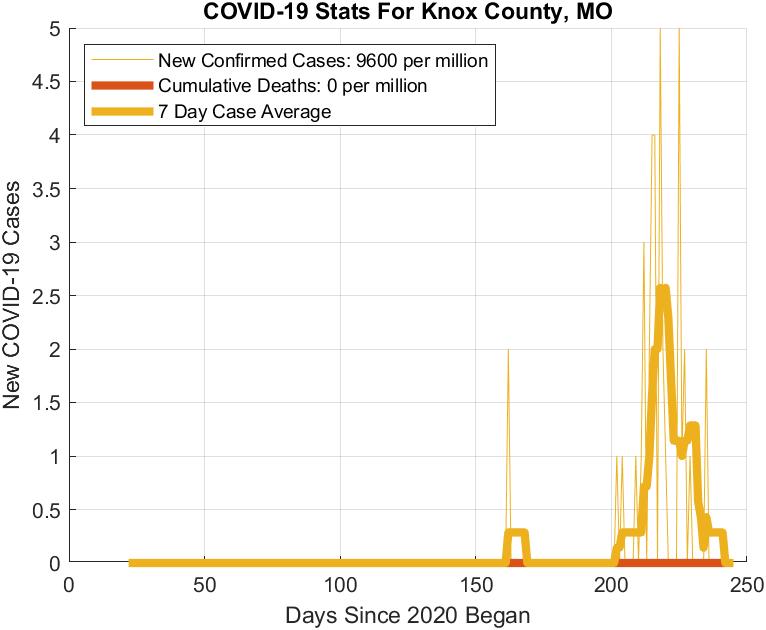 COVID-19 Stats For Knox County, MO
New Confirmed Cases: 9600 per million
Cumulative Deaths: 0 per million
7 Day Case Average
New COVID-19 Cases
5
4.5
4
3.5
3
2.5
2
1.5
1
0.5
0
0 50 100 150 200 250
Days Since 2020 Began